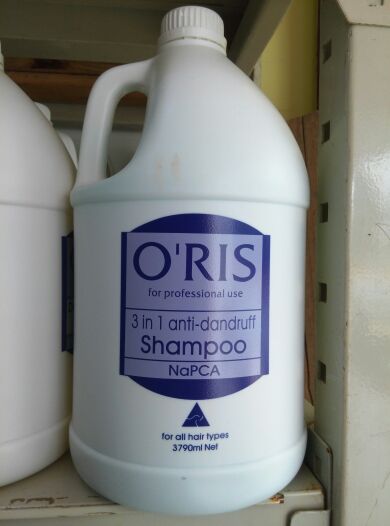 O'RIS
for professional use
3 in 1 anti-dandruff
Shampoo
NaPCA
for all hair types
3790ml Net